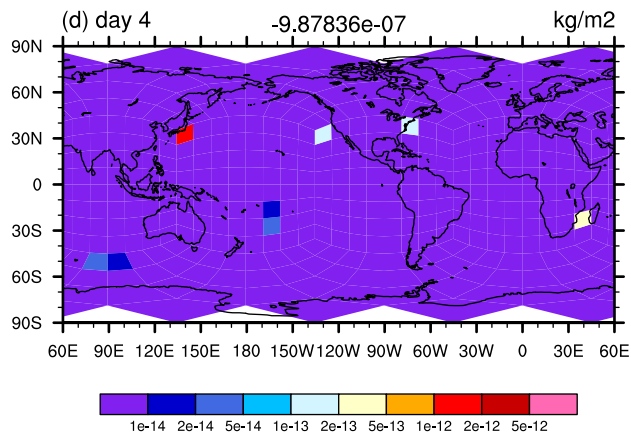 (d) day 4 -9.87836e-07 kg/m2
90N
60N
30N
0
30S
60S
90S
60E 90E 120E 150E 180 150W 120W 90W 60W 30W 0 30E 60E
1e-14 2e-14 5e-14 1e-13 2e-13 5e-13 1e-12 2e-12 5e-12